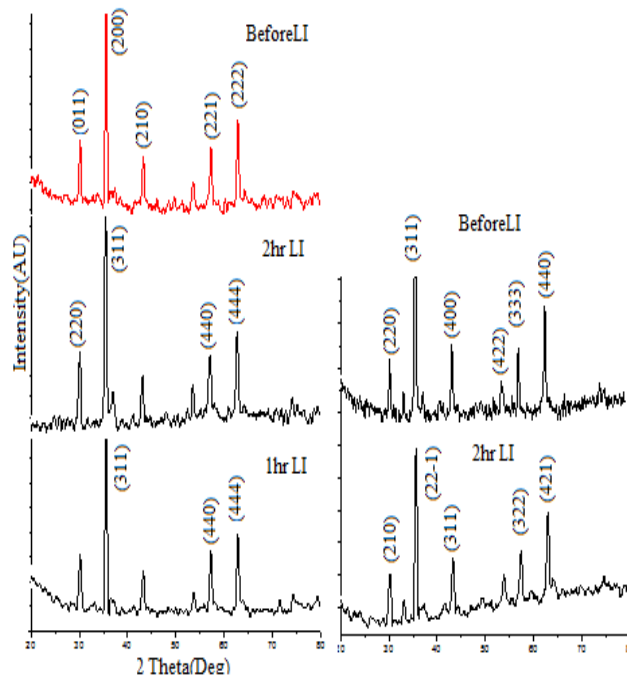 BeforeLI
(011)
(200)
(210)
(221)
(222)
2hr LI
(220)
(311)
(440)
(444)
1hr LI
(311)
(440)
(444)
Intensity(AU)
20 30 40 50 60 70 80
2 Theta(Deg)
BeforeLI
(220)
(311)
(400)
(422)
(333)
(440)
2hr LI
(210)
(22-1)
(311)
(322)
(421)
20 30 40 50 60 70 80